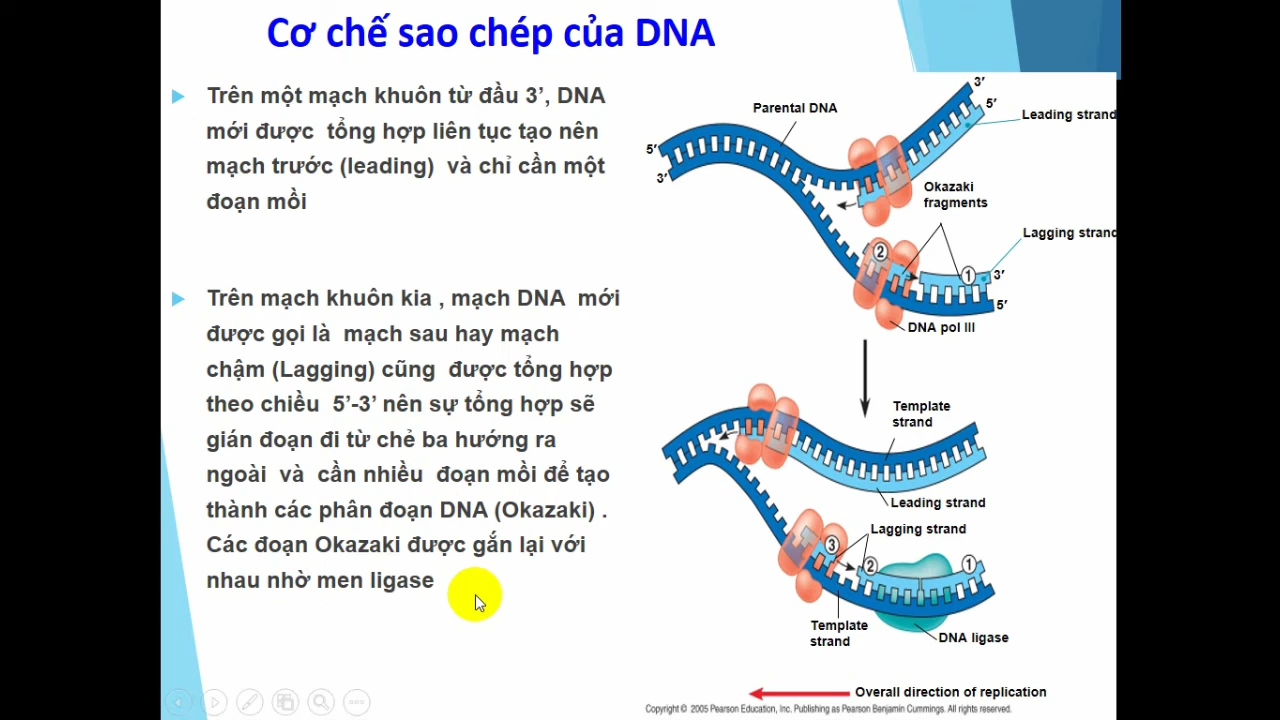 Cơ chế sao chép của DNA
Trên một mạch khuôn từ đầu 3’, DNA
mới được tổng hợp liên tục tạo nên
mạch trước (leading) và chỉ cần một
đoạn mồi
Trên mạch khuôn kia , mạch DNA mới
được gọi là mạch sau hay mạch
chậm (Lagging) cũng được tổng hợp
theo chiều 5’-3’ nên sự tổng hợp sẽ
gián đoạn đi từ chẻ ba hướng ra
ngoài và cần nhiều đoạn mồi để tạo
thành các phân đoạn DNA (Okazaki) .
Các đoạn Okazaki được gắn lại với
nhau nhờ men ligase
3′
5′
Parental DNA
Leading strand
5′
3′
Okazaki
fragments
Lagging strand
2
1
3′
5′
DNA pol III
Template
strand
Leading strand
Lagging strand
3
2
1
Template
strand
DNA ligase
Overall direction of replication
Copyright © 2005 Pearson Education, Inc. Publishing as Pearson Benjamin Cummings. All rights reserved.